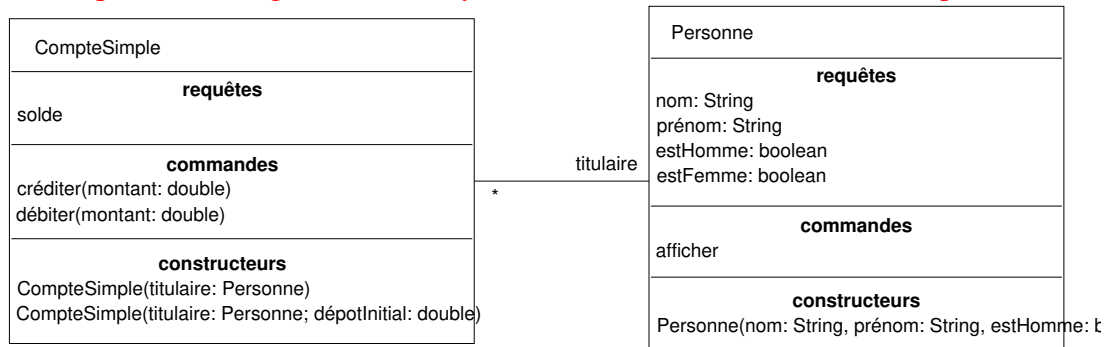 CompteSimple
requêtes
solde
commandes
créditer(montant: double)
débiter(montant: double)
constructeurs
CompteSimple(titulaire: Personne)
CompteSimple(titulaire: Personne; dépotInitial: double)
titulaire
*
Personne
requêtes
nom: String
prénom: String
estHomme: boolean
estFemme: boolean
commandes
afficher
constructeurs
Personne(nom: String, prénom: String, estHomme: b